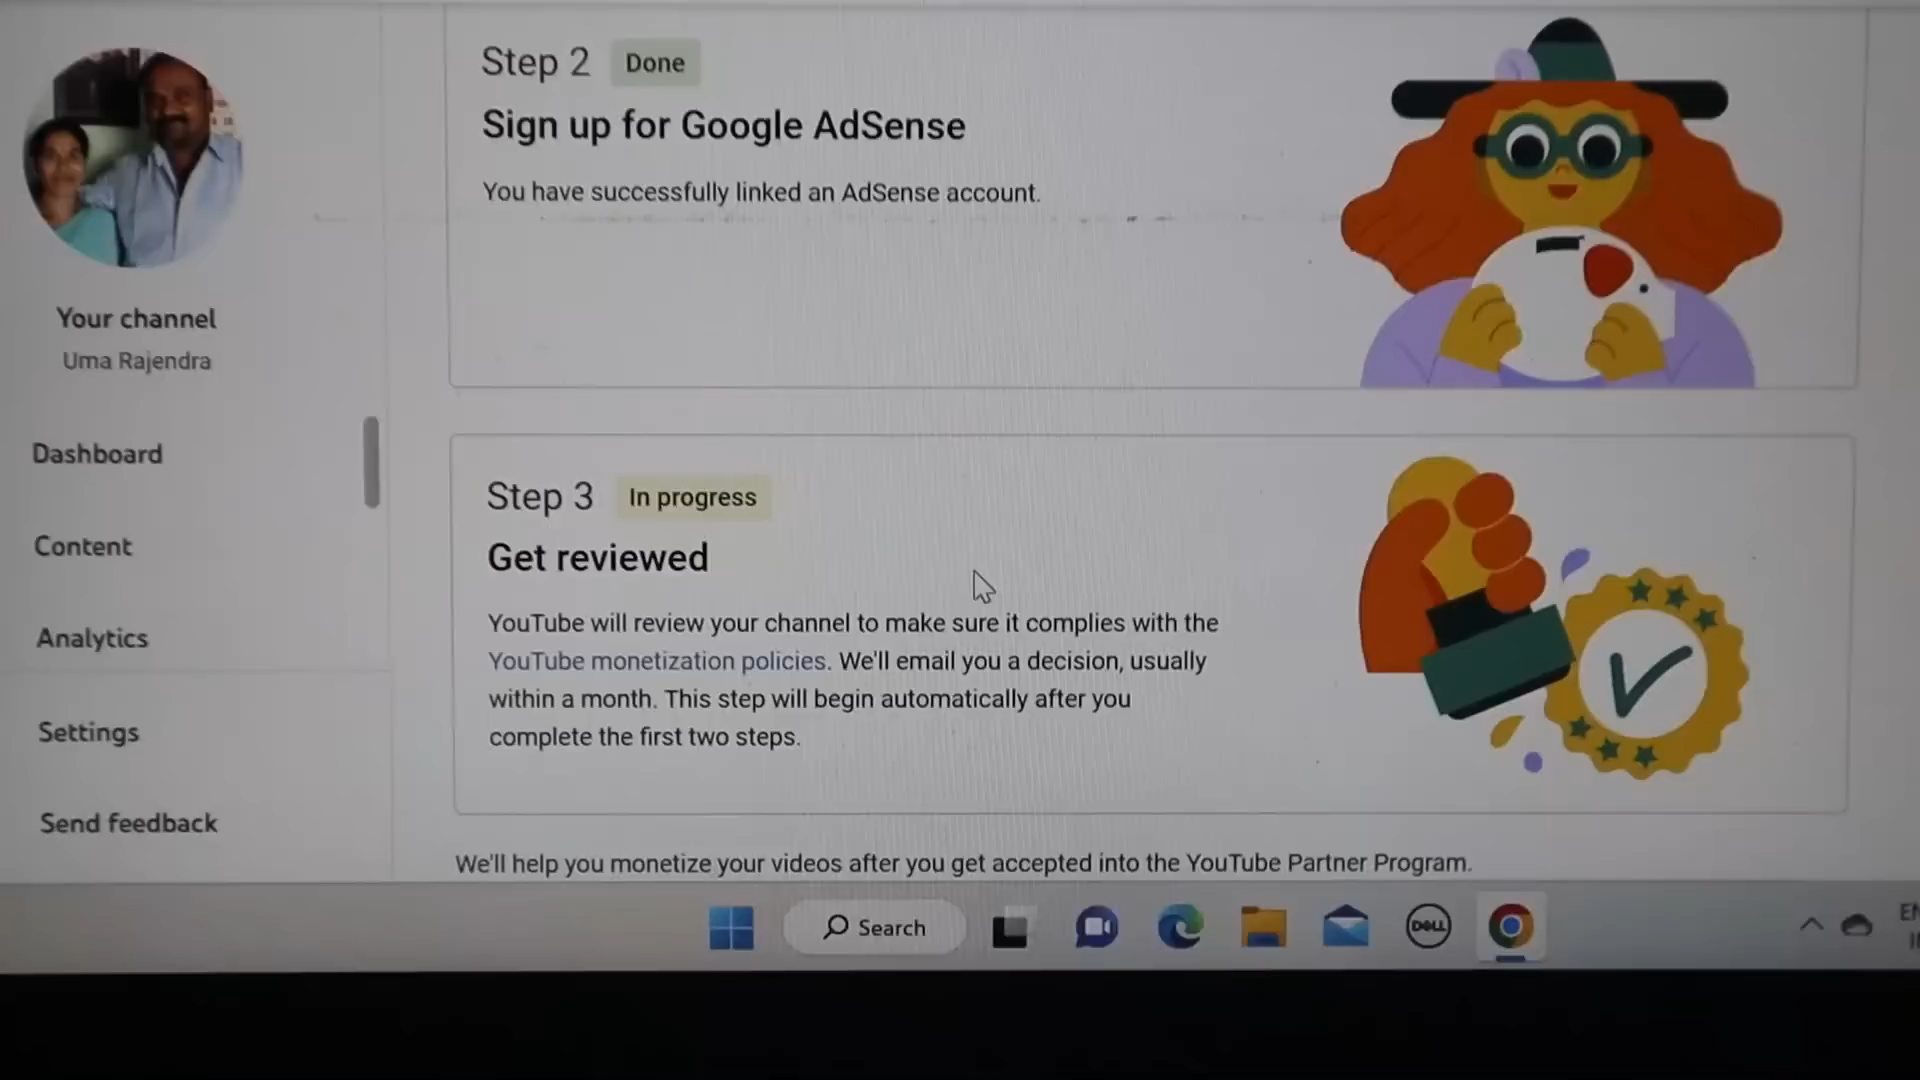 Step 2 Done
Sign up for Google AdSense
You have successfully linked an AdSense account.
Your channel
Uma Rajendra
Dashboard
Content
Analytics
Settings
Send feedback
Step 3 In progress
Get reviewed
YouTube will review your channel to make sure it complies with the
YouTube monetization policies. We'll email you a decision, usually
within a month. This step will begin automatically after you
complete the first two steps.
We'll help you monetize your videos after you get accepted into the YouTube Partner Program.
Search
DELL